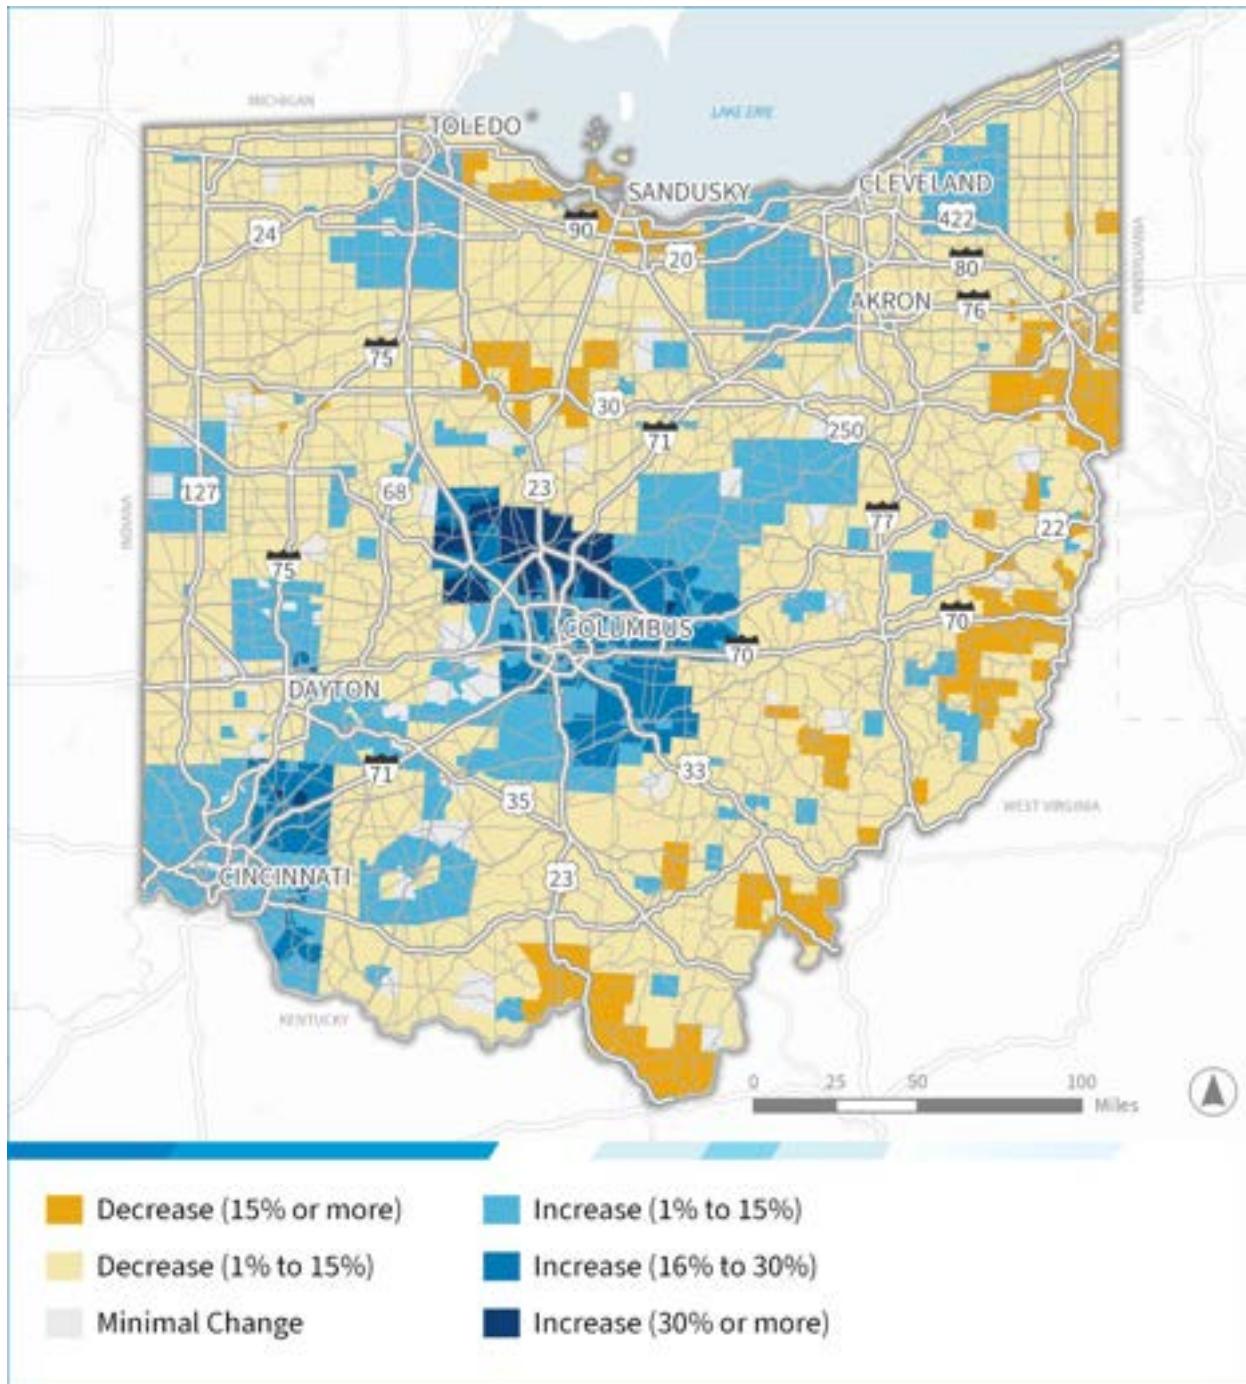 MICHIGAN
LAKE ERIE
TOLEDO
SANDUSKY
CLEVELAND
422
24
90
20
80
PENNSYLVANIA
AKRON
76
75
30
71
250
INDIANA
127
68
23
77
22
75
COLUMBUS
70
70
DAYTON
71
33
35
WEST VIRGINIA
CINCINNATI
23
KENTUCKY
0 25 50 100
Miles
Decrease (15% or more)
Increase (1% to 15%)
Decrease (1% to 15%)
Increase (16% to 30%)
Minimal Change
Increase (30% or more)